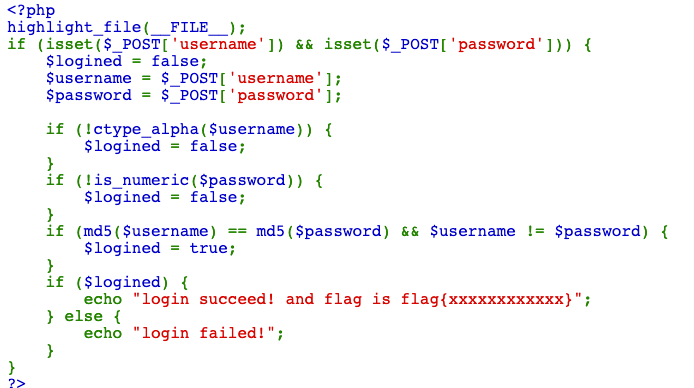 <?php
highlight_file(__FILE__);
if (isset($_POST['username']) && isset($_POST['password'])) {
    $logined = false;
    $username = $_POST['username'];
    $password = $_POST['password'];

    if (!ctype_alpha($username)) {
        $logined = false;
    }
    if (!is_numeric($password)) {
        $logined = false;
    }
    if (md5($username) == md5($password) && $username != $password) {
        $logined = true;
    }
    if ($logined) {
        echo "login succeed! and flag is flag{xxxxxxxxxxxx}";
    } else {
        echo "login failed!";
    }
}
?>